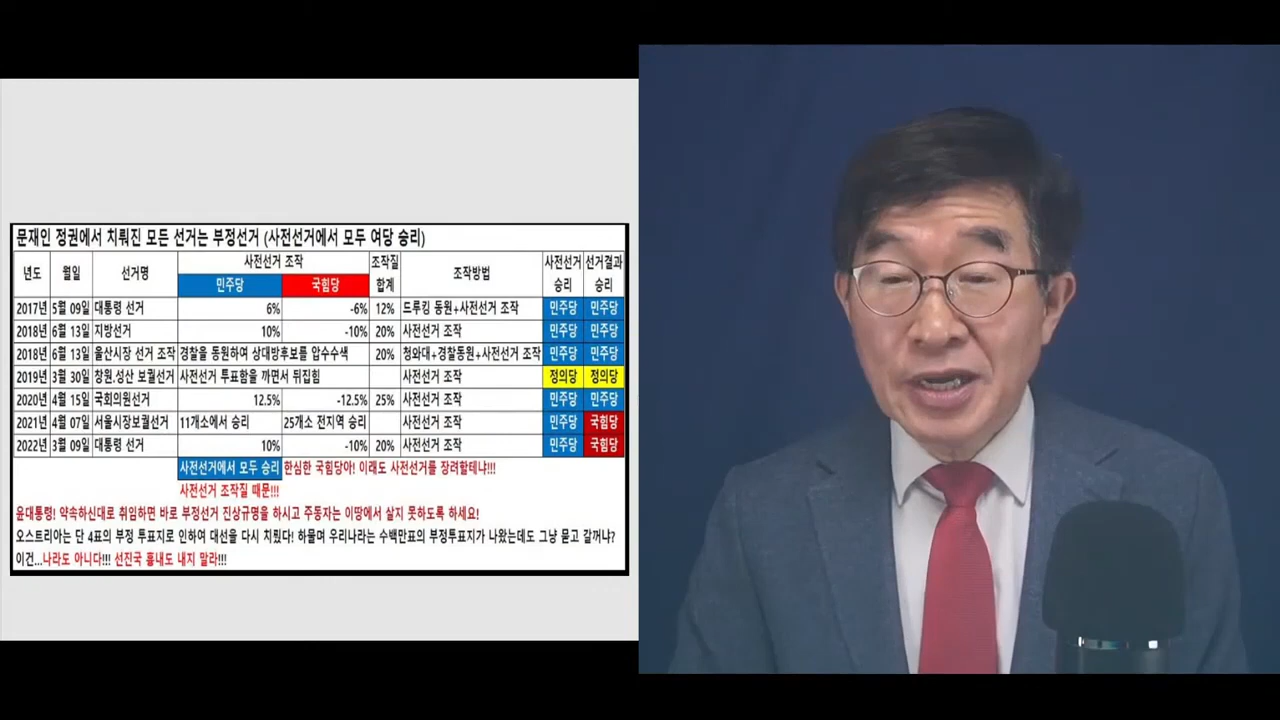 문재인 정권에서 치뤄진 모든 선거는 부정선거 (사전선거에서 모두 여당 승리)
년도 월일 선거명 사전선거 조작 조작질 합계 조작방법 사전선거 승리 선거결과 승리
민주당 국힘당
2017년 5월 09일 대통령 선거 6% -6% 12% 드루킹 동원+사전선거 조작 민주당 민주당
2018년 6월 13일 지방선거 10% -10% 20% 사전선거 조작 민주당 민주당
2018년 6월 13일 울산시장 선거 조작 경찰을 동원하여 상대방후보를 압수수색 20% 청와대+경찰동원+사전선거 조작 민주당 민주당
2019년 3월 30일 창원.성산 보궐선거 사전선거 투표함을 까면서 뒤집힘 사전선거 조작 정의당 정의당
2020년 4월 15일 국회의원선거 12.5% -12.5% 25% 사전선거 조작 민주당 민주당
2021년 4월 07일 서울시장보궐선거 11개소에서 승리 25개소 전지역 승리 사전선거 조작 민주당 국힘당
2022년 3월 09일 대통령 선거 10% -10% 20% 사전선거 조작 민주당 국힘당
사전선거에서 모두 승리 한심한 국힘당아! 이래도 사전선거를 장려할테냐!!!
사전선거 조작질 때문!!!
윤대통령! 약속하신대로 취임하면 바로 부정선거 진상규명을 하시고 주동자는 이땅에서 살지 못하도록 하세요!
오스트리아는 단 4표의 부정 투표지로 인하여 대선을 다시 치뤘다! 하물며 우리나라는 수백만표의 부정투표지가 나왔는데도 그냥 묻고 갈꺼냐?
이건...나라도 아니다!!! 선진국 흉내도 내지 말라!!!